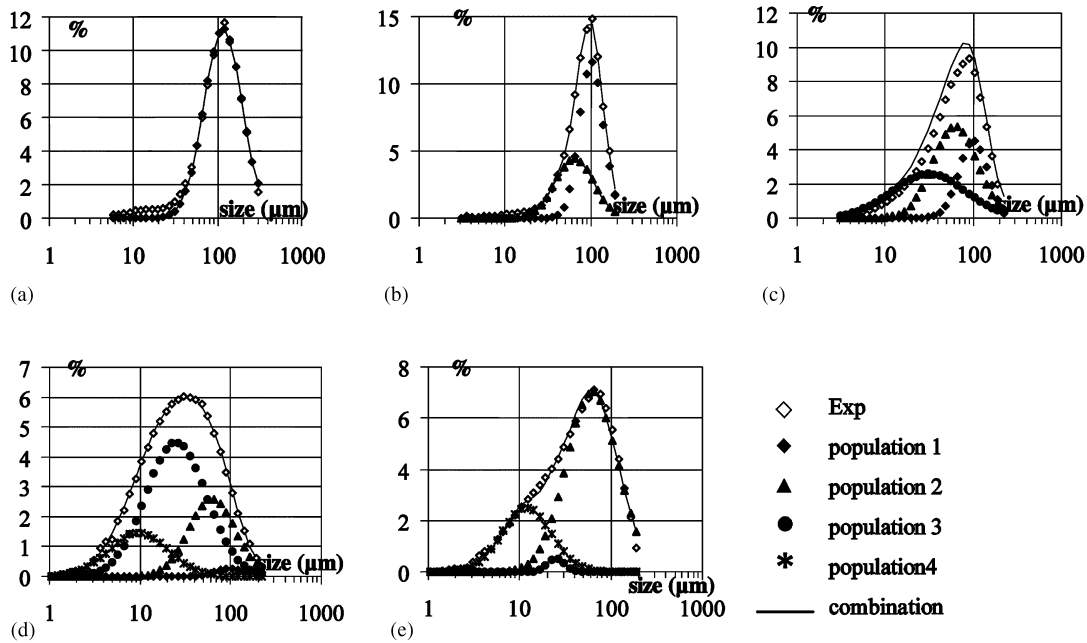 12
%
10
8
6
4
2
0
size (µm)
1 10 100 1000
(a)
15
%
10
5
0
size (µm)
1 10 100 1000
(b)
12
%
10
8
6
4
2
0
size (µm)
1 10 100 1000
(c)
7
%
6
5
4
3
2
1
0
size (µm)
1 10 100 1000
(d)
8
%
6
4
2
0
size (µm)
1 10 100 1000
(e)
Exp
population 1
population 2
population 3
population4
combination